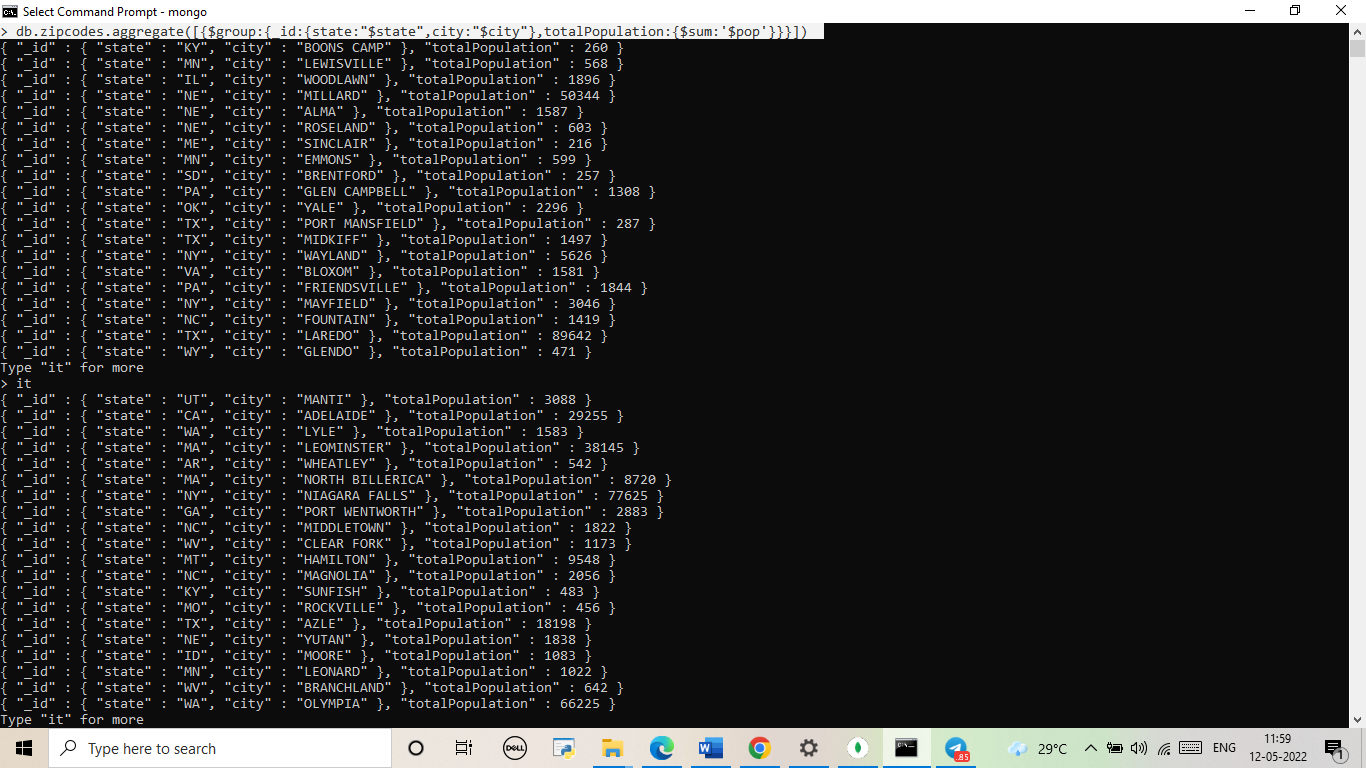 Select Command Prompt - mongo
> db.zipcodes.aggregate([{$group:{_id:{state:"$state",city:"$city"},totalPopulation:{$sum:'$pop'}}}])
{ "_id" : { "state" : "KY", "city" : "BOONS CAMP" }, "totalPopulation" : 260 }
{ "_id" : { "state" : "MN", "city" : "LEWISVILLE" }, "totalPopulation" : 568 }
{ "_id" : { "state" : "IL", "city" : "WOODLAWN" }, "totalPopulation" : 1896 }
{ "_id" : { "state" : "NE", "city" : "MILLARD" }, "totalPopulation" : 50344 }
{ "_id" : { "state" : "NE", "city" : "ALMA" }, "totalPopulation" : 1587 }
{ "_id" : { "state" : "NE", "city" : "ROSELAND" }, "totalPopulation" : 603 }
{ "_id" : { "state" : "ME", "city" : "SINCLAIR" }, "totalPopulation" : 216 }
{ "_id" : { "state" : "MN", "city" : "EMMONS" }, "totalPopulation" : 599 }
{ "_id" : { "state" : "SD", "city" : "BRENTFORD" }, "totalPopulation" : 257 }
{ "_id" : { "state" : "PA", "city" : "GLEN CAMPBELL" }, "totalPopulation" : 1308 }
{ "_id" : { "state" : "OK", "city" : "YALE" }, "totalPopulation" : 2296 }
{ "_id" : { "state" : "TX", "city" : "PORT MANSFIELD" }, "totalPopulation" : 287 }
{ "_id" : { "state" : "TX", "city" : "MIDKIFF" }, "totalPopulation" : 1497 }
{ "_id" : { "state" : "NY", "city" : "WAYLAND" }, "totalPopulation" : 5626 }
{ "_id" : { "state" : "VA", "city" : "BLOXOM" }, "totalPopulation" : 1581 }
{ "_id" : { "state" : "PA", "city" : "FRIENDSVILLE" }, "totalPopulation" : 1844 }
{ "_id" : { "state" : "NY", "city" : "MAYFIELD" }, "totalPopulation" : 3046 }
{ "_id" : { "state" : "NC", "city" : "FOUNTAIN" }, "totalPopulation" : 1419 }
{ "_id" : { "state" : "TX", "city" : "LAREDO" }, "totalPopulation" : 89642 }
{ "_id" : { "state" : "WY", "city" : "GLENDO" }, "totalPopulation" : 471 }
Type "it" for more
> it
{ "_id" : { "state" : "UT", "city" : "MANTI" }, "totalPopulation" : 3088 }
{ "_id" : { "state" : "CA", "city" : "ADELAIDE" }, "totalPopulation" : 29255 }
{ "_id" : { "state" : "WA", "city" : "LYLE" }, "totalPopulation" : 1583 }
{ "_id" : { "state" : "MA", "city" : "LEOMINSTER" }, "totalPopulation" : 38145 }
{ "_id" : { "state" : "AR", "city" : "WHEATLEY" }, "totalPopulation" : 542 }
{ "_id" : { "state" : "MA", "city" : "NORTH BILLERICA" }, "totalPopulation" : 8720 }
{ "_id" : { "state" : "NY", "city" : "NIAGARA FALLS" }, "totalPopulation" : 77625 }
{ "_id" : { "state" : "GA", "city" : "PORT WENTWORTH" }, "totalPopulation" : 2883 }
{ "_id" : { "state" : "NC", "city" : "MIDDLETOWN" }, "totalPopulation" : 1822 }
{ "_id" : { "state" : "WV", "city" : "CLEAR FORK" }, "totalPopulation" : 1173 }
{ "_id" : { "state" : "MT", "city" : "HAMILTON" }, "totalPopulation" : 9548 }
{ "_id" : { "state" : "NC", "city" : "MAGNOLIA" }, "totalPopulation" : 2056 }
{ "_id" : { "state" : "KY", "city" : "SUNFISH" }, "totalPopulation" : 483 }
{ "_id" : { "state" : "MO", "city" : "ROCKVILLE" }, "totalPopulation" : 456 }
{ "_id" : { "state" : "TX", "city" : "AZLE" }, "totalPopulation" : 18198 }
{ "_id" : { "state" : "NE", "city" : "YUTAN" }, "totalPopulation" : 1838 }
{ "_id" : { "state" : "ID", "city" : "MOORE" }, "totalPopulation" : 1083 }
{ "_id" : { "state" : "MN", "city" : "LEONARD" }, "totalPopulation" : 1022 }
{ "_id" : { "state" : "WV", "city" : "BRANCHLAND" }, "totalPopulation" : 642 }
{ "_id" : { "state" : "WA", "city" : "OLYMPIA" }, "totalPopulation" : 66225 }
Type "it" for more
Type here to search
DELL
W
.85
29°C
ENG
11:59
12-05-2022
1